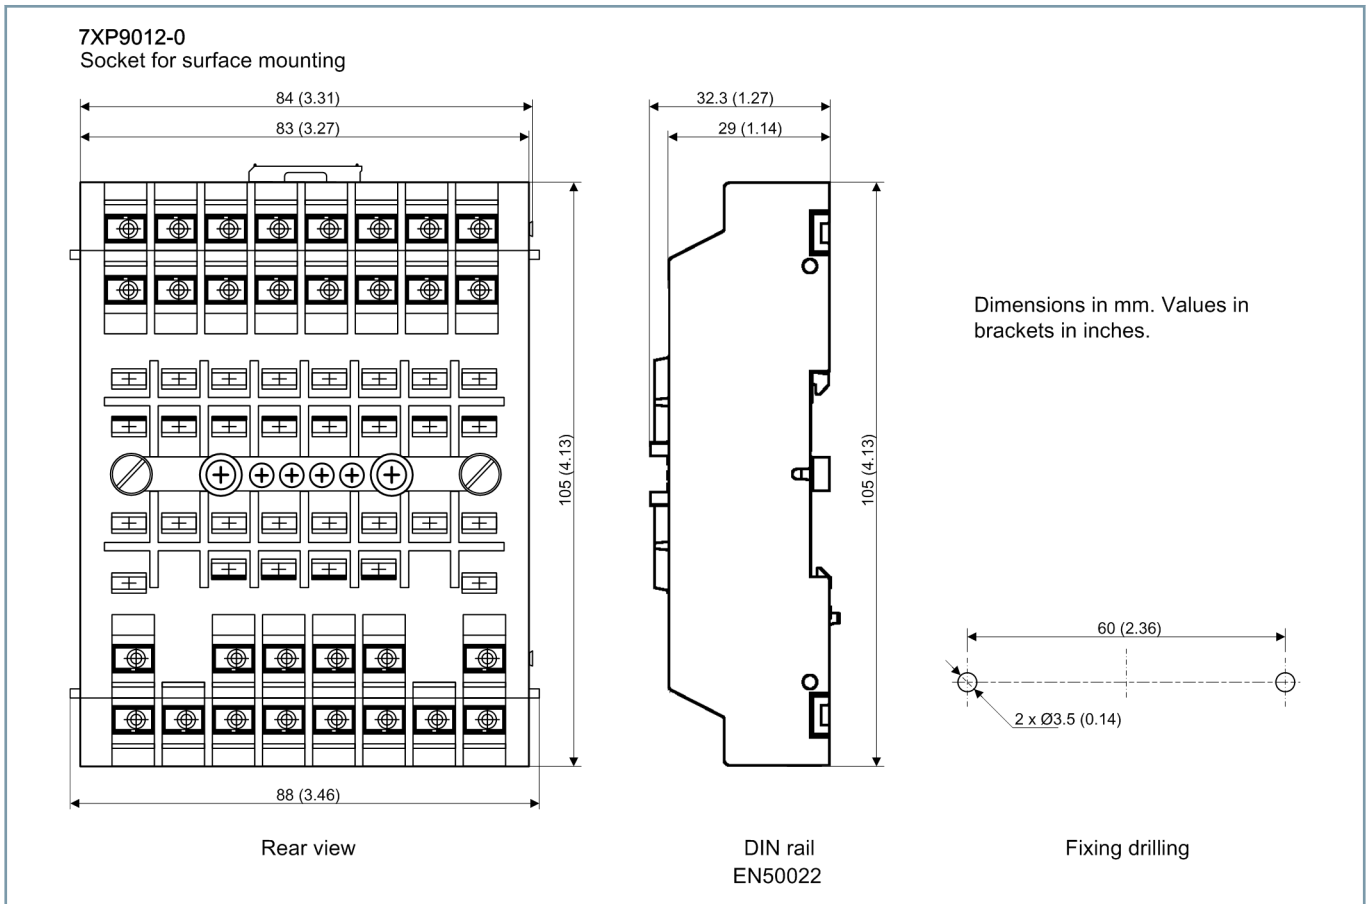 7XP9012-0
Socket for surface mounting
84 (3.31)
83 (3.27)
32.3 (1.27)
29 (1.14)
Dimensions in mm. Values in
brackets in inches.
105 (4.13)
105 (4.13)
60 (2.36)
2 x Ø3.5 (0.14)
88 (3.46)
Rear view
DIN rail
EN50022
Fixing drilling